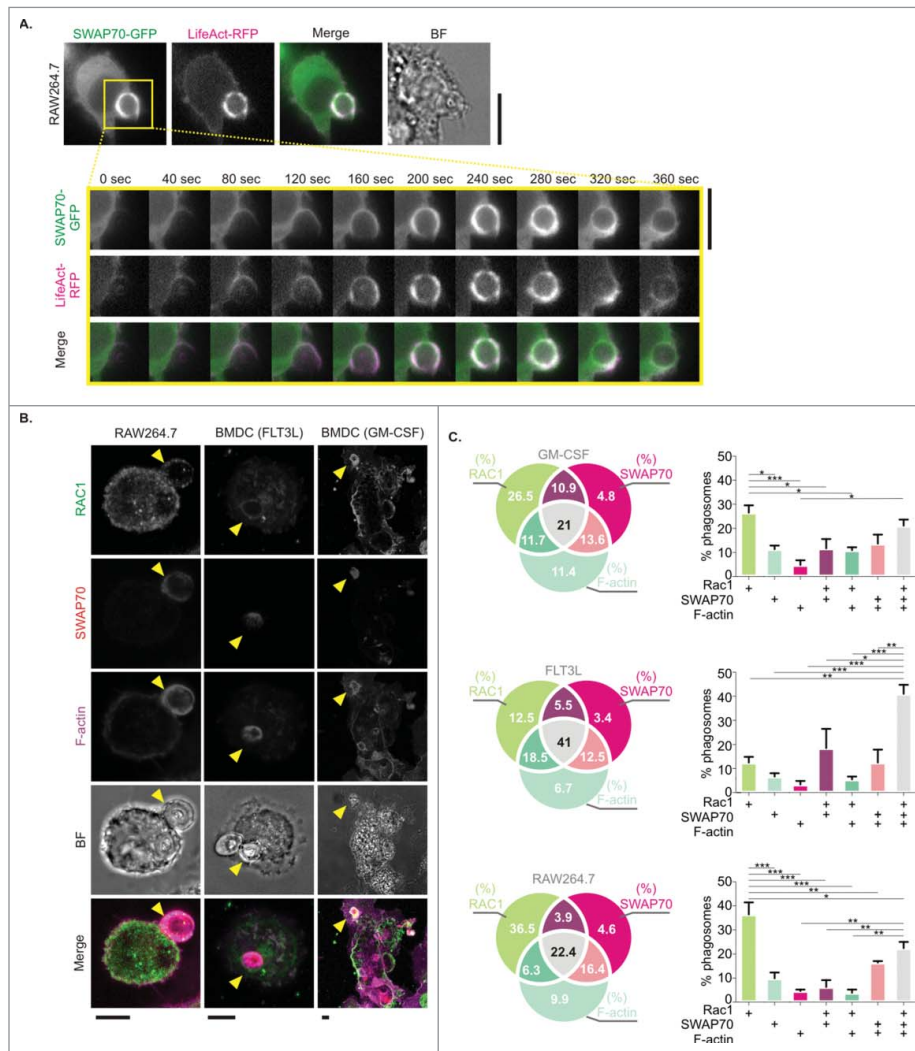 A.
SWAP70-GFP LifeAct-RFP Merge BF
RAW264.7
0 sec 40 sec 80 sec 120 sec 160 sec 200 sec 240 sec 280 sec 320 sec 360 sec
SWAP70-
GFP
LifeAct-
RFP
Merge
B.
RAW264.7 BMDC (FLT3L) BMDC (GM-CSF)
RAC1
SWAP70
F-actin
BF
Merge
C.
GM-CSF
(%)
RAC1
(%)
SWAP70
26.5 10.9 4.8
21
11.7 13.6
(%)
F-actin
11.4
% phagosomes
50
40
30
20
10
0
* *** * * *
Rac1 + + + +
SWAP70 + + + +
F-actin + + + +
FLT3L
(%)
RAC1
(%)
SWAP70
12.5 5.5 3.4
41
18.5 12.5
(%)
F-actin
6.7
% phagosomes
50
40
30
20
10
0
** *** * *** *** **
Rac1 + + + +
SWAP70 + + + +
F-actin + + + +
RAW264.7
(%)
RAC1
(%)
SWAP70
36.5 3.9 4.6
22.4
6.3 16.4
(%)
F-actin
9.9
% phagosomes
50
40
30
20
10
0
*** *** *** *** ** * ** ** **
Rac1 + + + +
SWAP70 + + + +
F-actin + + + +